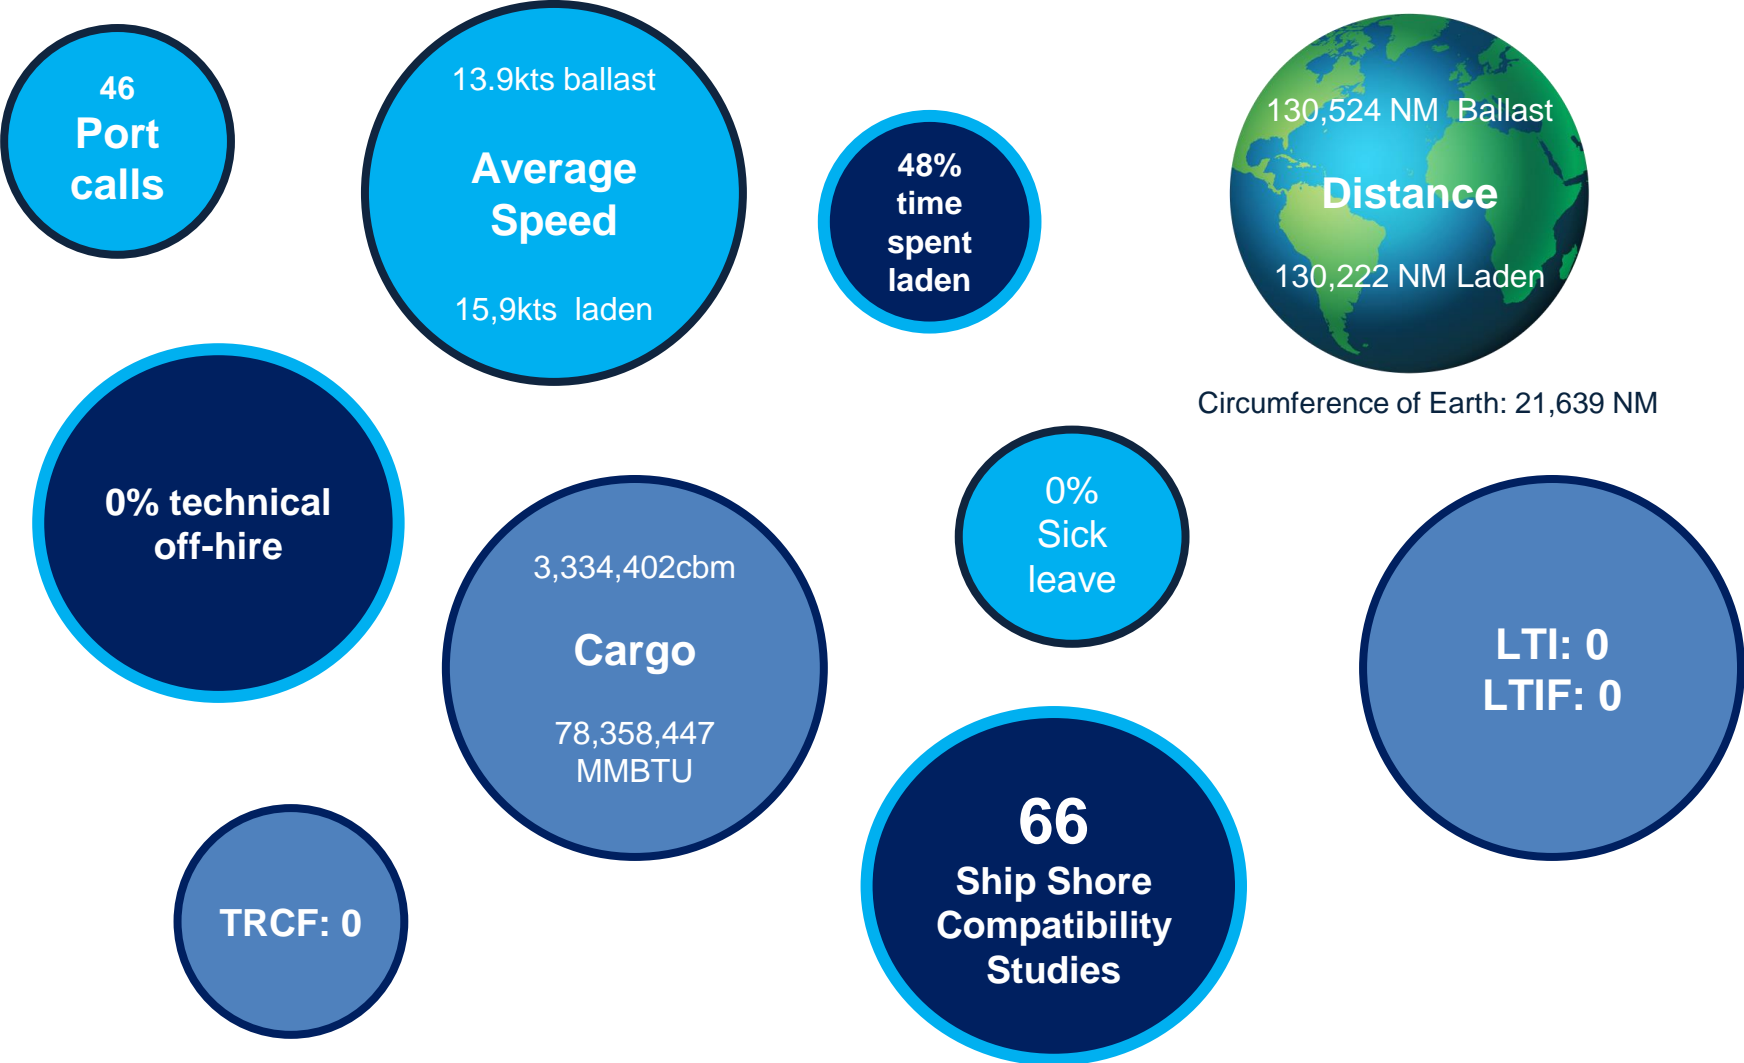 46
Port
calls
13.9kts ballast
Average
Speed
15,9kts laden
48%
time
spent
laden
130,524 NM Ballast
Distance
130,222 NM Laden
Circumference of Earth: 21,639 NM
0% technical
off-hire
3,334,402cbm
Cargo
78,358,447
MMBTU
0%
Sick
leave
LTI: 0
LTIF: 0
TRCF: 0
66
Ship Shore
Compatibility
Studies